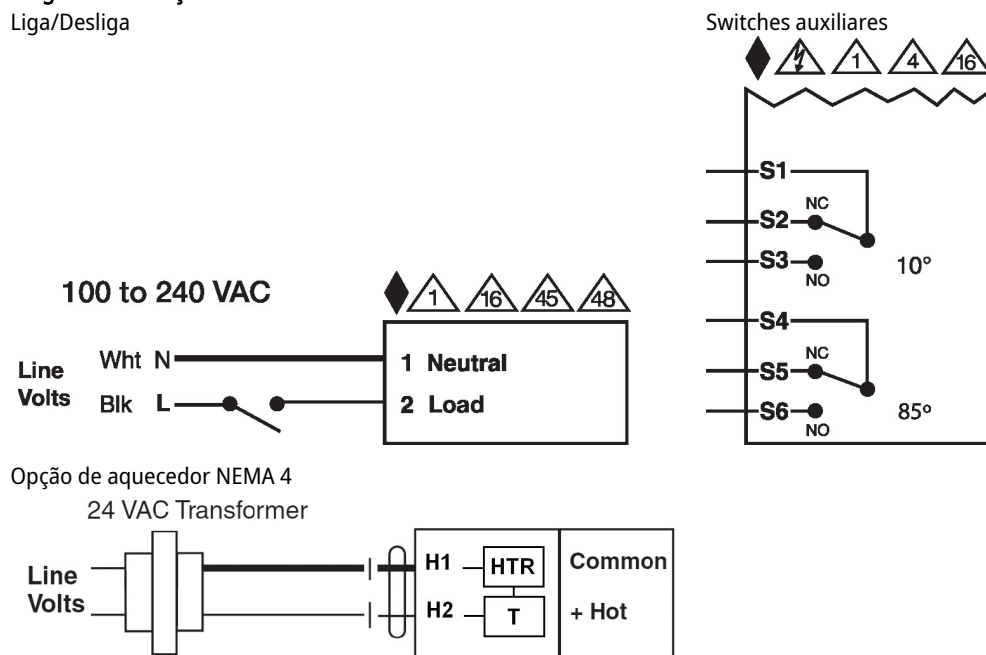 Liga/Desliga
100 to 240 VAC
1 16 45 48
Line Volts
Wht N
Blk L
1 Neutral
2 Load
Switches auxiliares
1 4 16
S1
S2 NC
S3 NO
10°
S4
S5 NC
S6 NO
85º
Opção de aquecedor NEMA 4
24 VAC Transformer
Line Volts
H1 HTR Common
H2 T + Hot